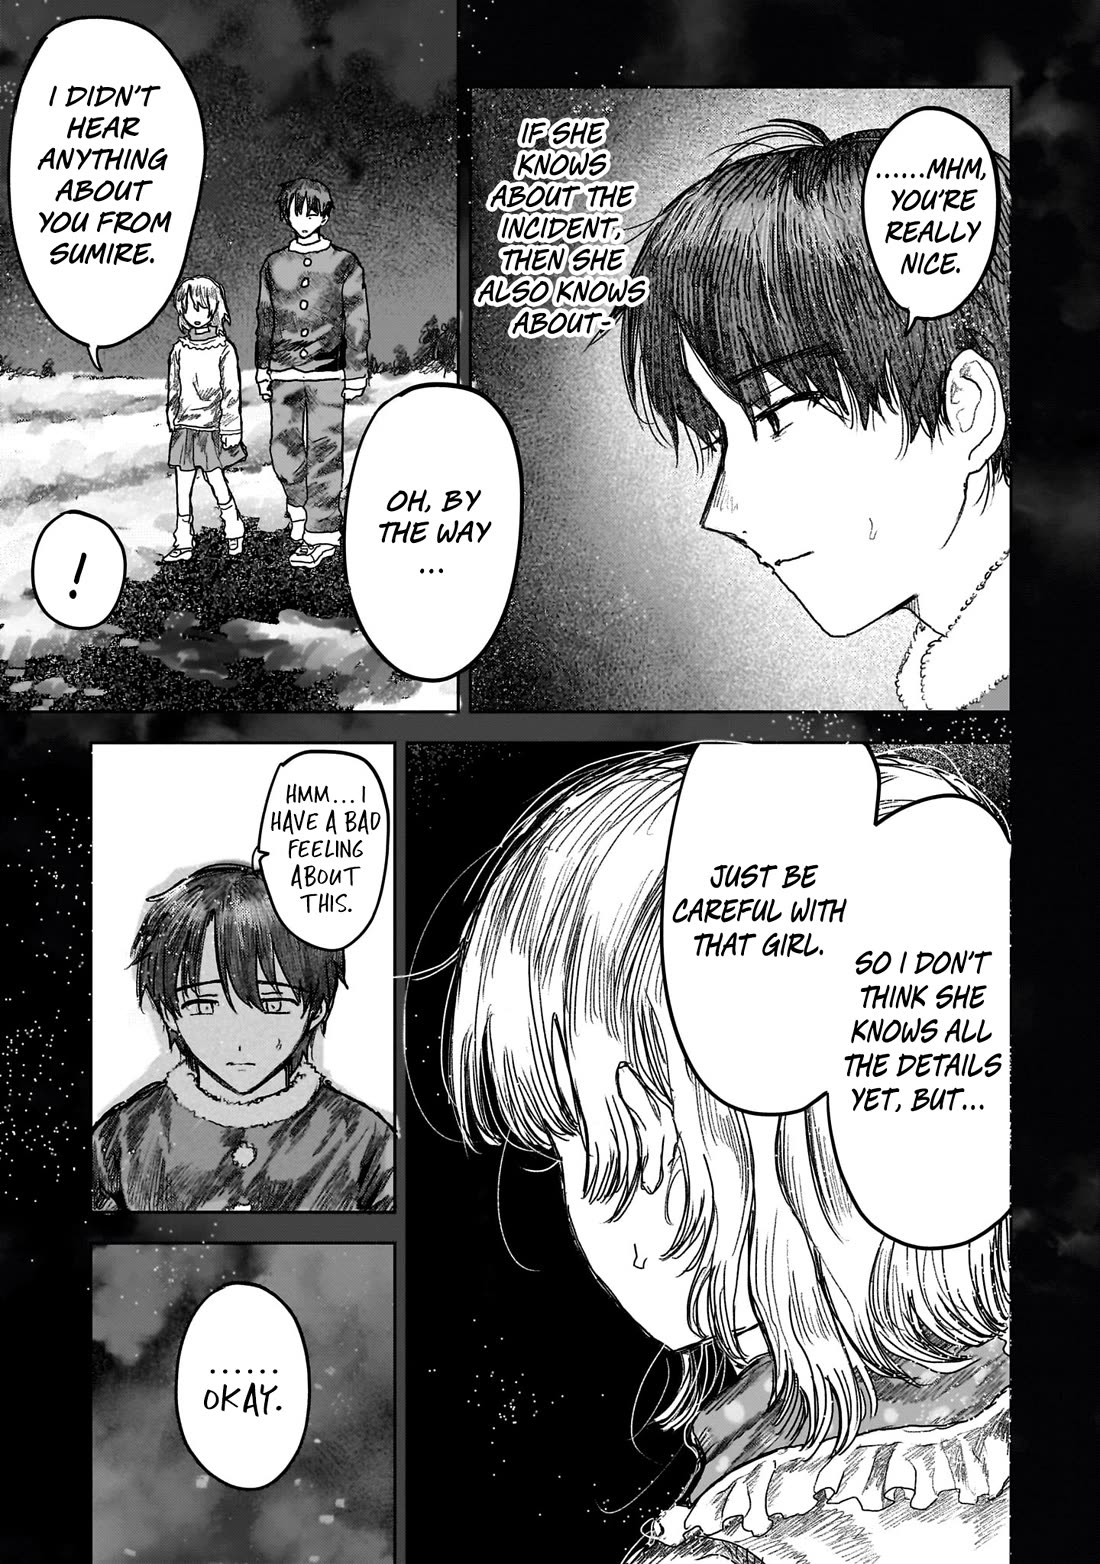 ......MHM,
YOU'RE
REALLY
NICE.
IF SHE
KNOWS
ABOUT THE
INCIDENT,
THEN SHE
ALSO KNOWS
ABOUT-
OH, BY
THE WAY
...
I DIDN'T
HEAR
ANYTHING
ABOUT
YOU FROM
SUMIRE.
!
SO I DON'T
THINK SHE
KNOWS ALL
THE DETAILS
YET, BUT...
JUST BE
CAREFUL WITH
THAT GIRL.
HMM... I
HAVE A BAD
FEELING
ABOUT
THIS.
......
OKAY.